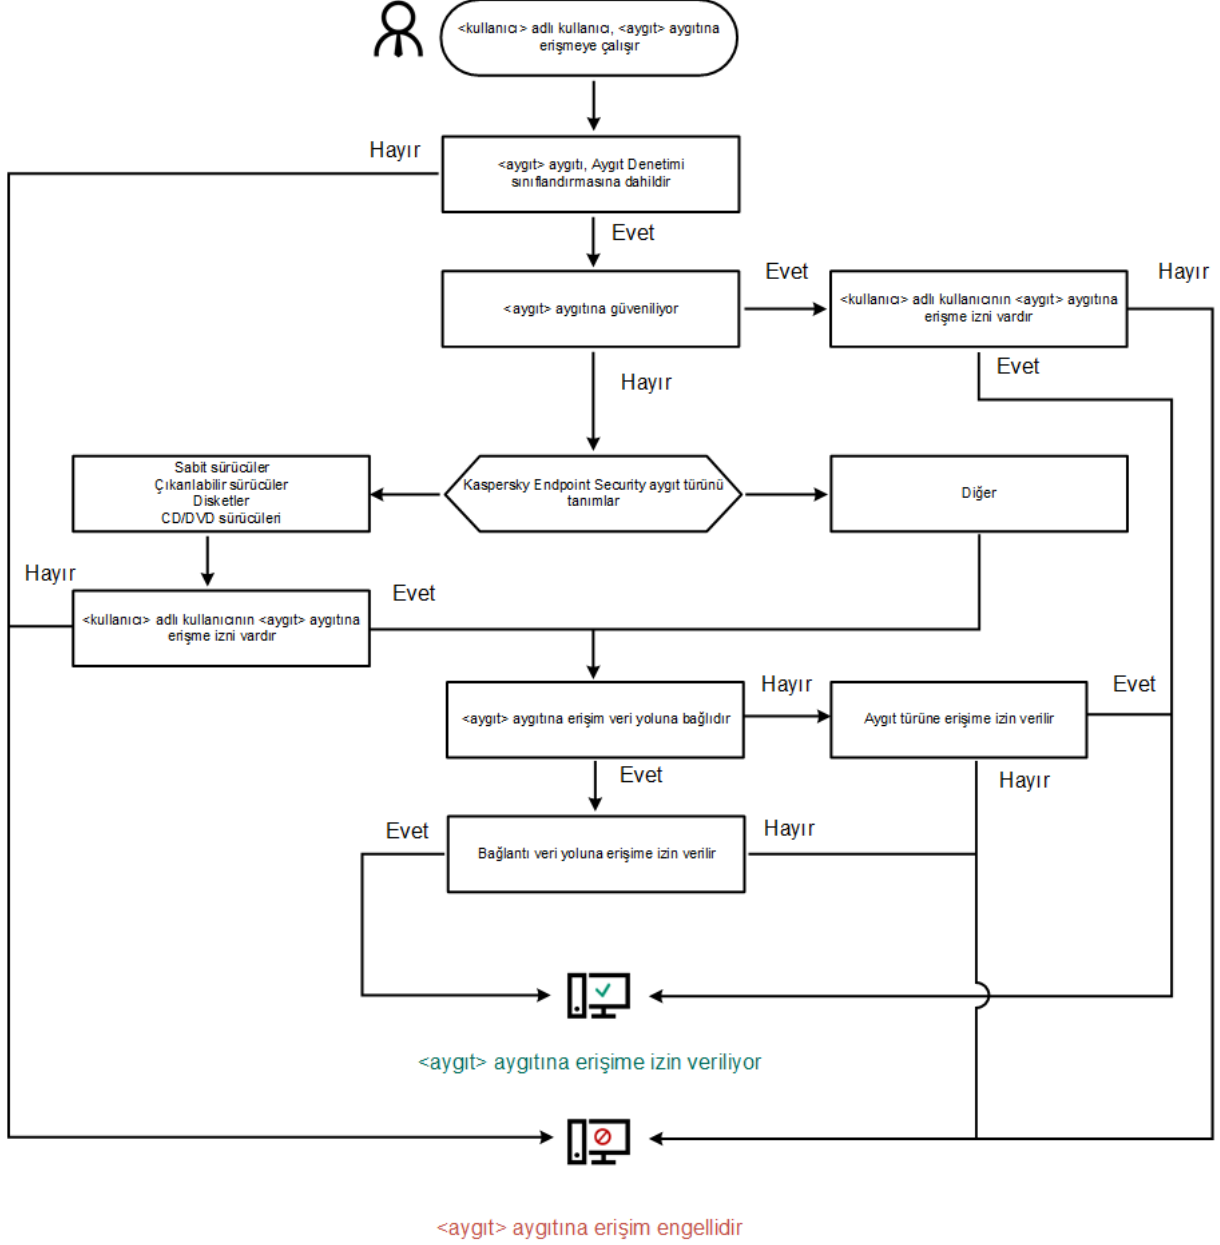 <kullanıcı> adlı kullanıcı, <aygıt> aygıtına
erişmeye çalışır
Hayır
<aygıt> aygıtı, Aygıt Denetimi
sınıflandırmasına dahildir
Evet
Evet
Hayır
<aygıt> aygıtına güveniliyor
<kullanıcı> adlı kullanıcının <aygıt> aygıtına
erişme izni vardır
Evet
Hayır
Sabit sürücüler
Çıkarılabilir sürücüler
Disketler
CD/DVD sürücüleri
Kaspersky Endpoint Security aygıt türünü
tanımlar
Diğer
Hayır
Evet
<kullanıcı> adlı kullanıcının <aygıt> aygıtına
erişme izni vardır
Hayır
Evet
<aygıt> aygıtına erişim veri yoluna bağlıdır
Aygıt türüne erişime izin verilir
Evet
Hayır
Evet
Hayır
Bağlantı veri yoluna erişime izin verilir
<aygıt> aygıtına erişime izin veriliyor
<aygıt> aygıtına erişim engellidir